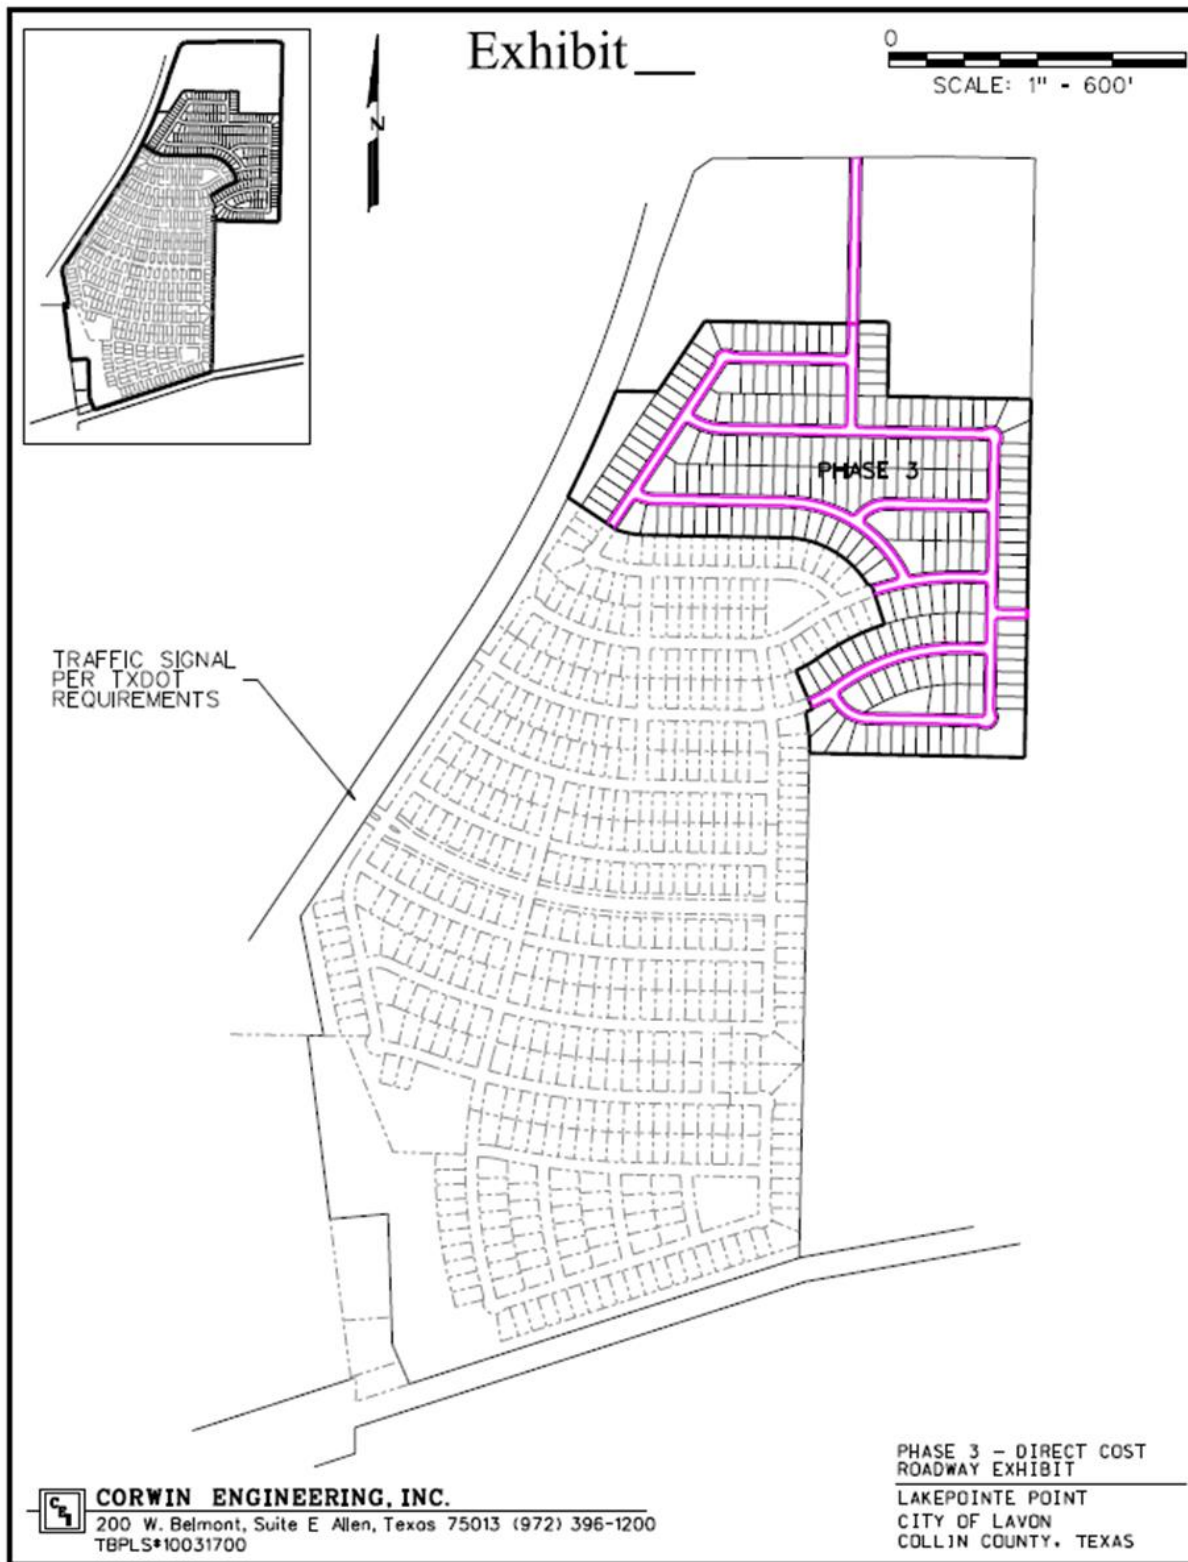 Exhibit__
0
SCALE: 1" - 600'
N
PHASE 3
TRAFFIC SIGNAL
PER TXDOT
REQUIREMENTS
PHASE 3 - DIRECT COST
ROADWAY EXHIBIT
LAKEPOINTE POINT
CITY OF LAVON
COLLIN COUNTY, TEXAS
CEI
CORWIN ENGINEERING, INC.
200 W. Belmont, Suite E Allen, Texas 75013 (972) 396-1200
TBPLS#10031700